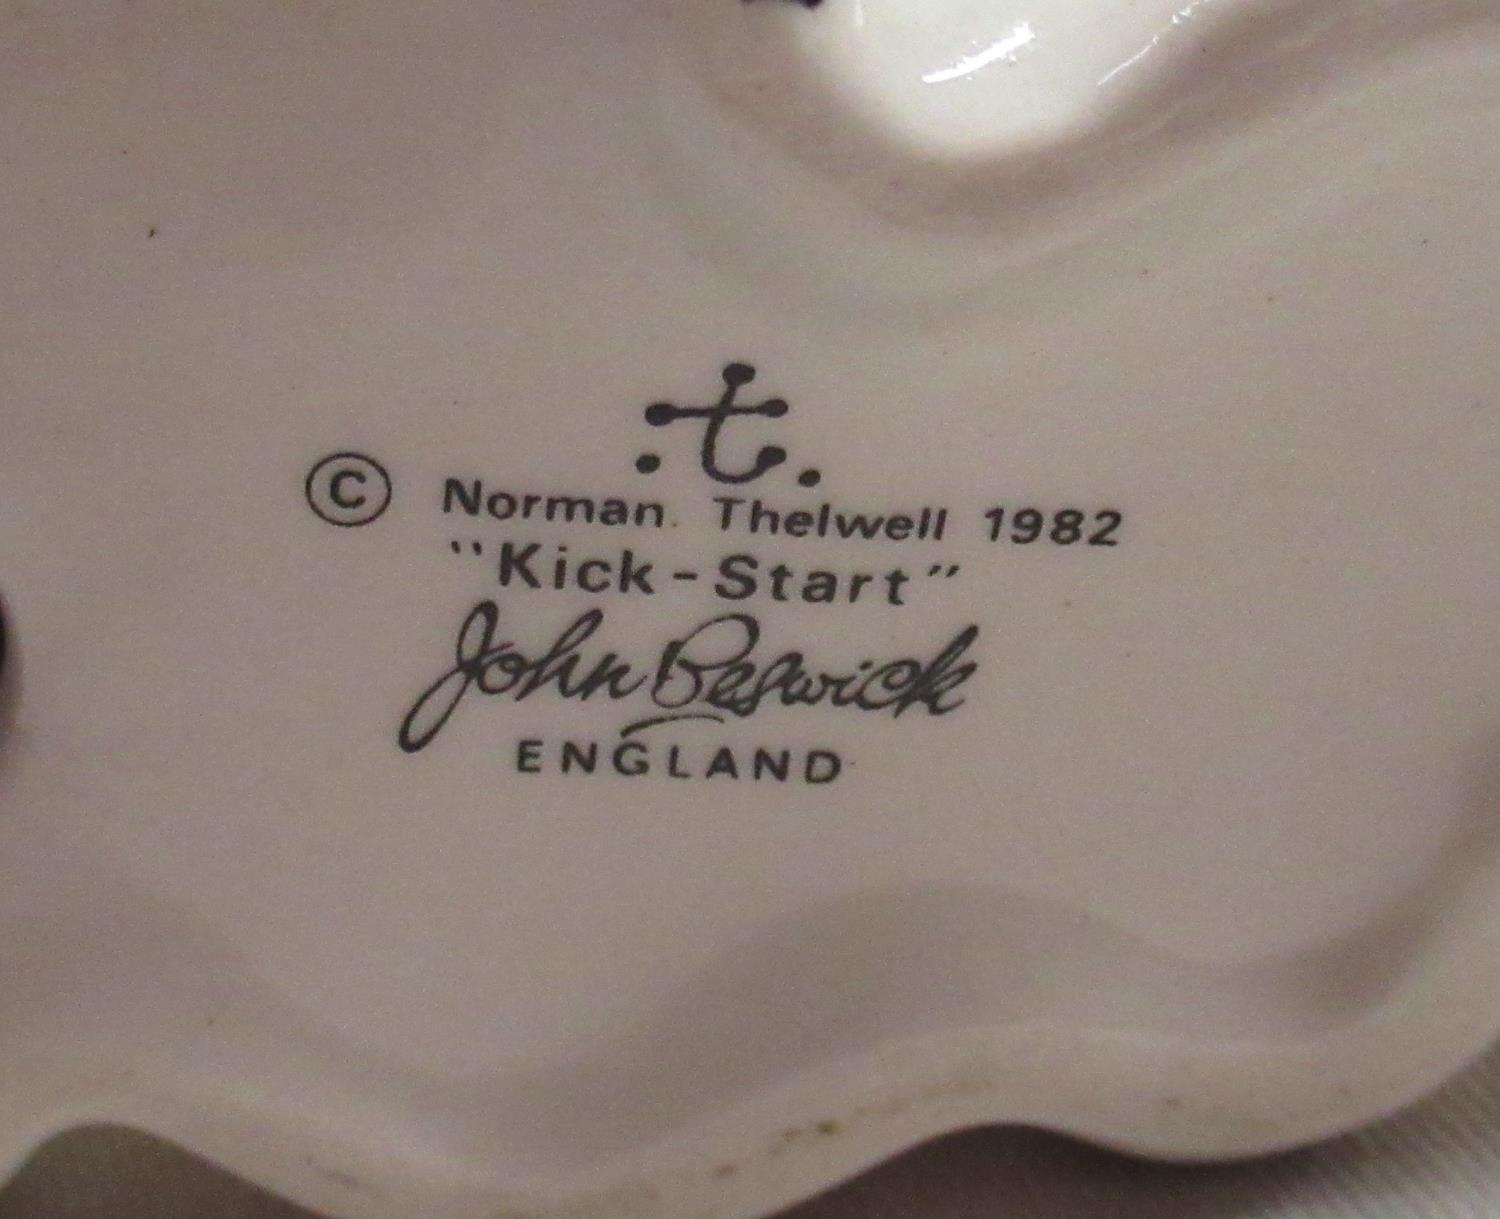 .t.
© Norman. Thelwell 1982
"Kick-Start"
John Beswick
ENGLAND